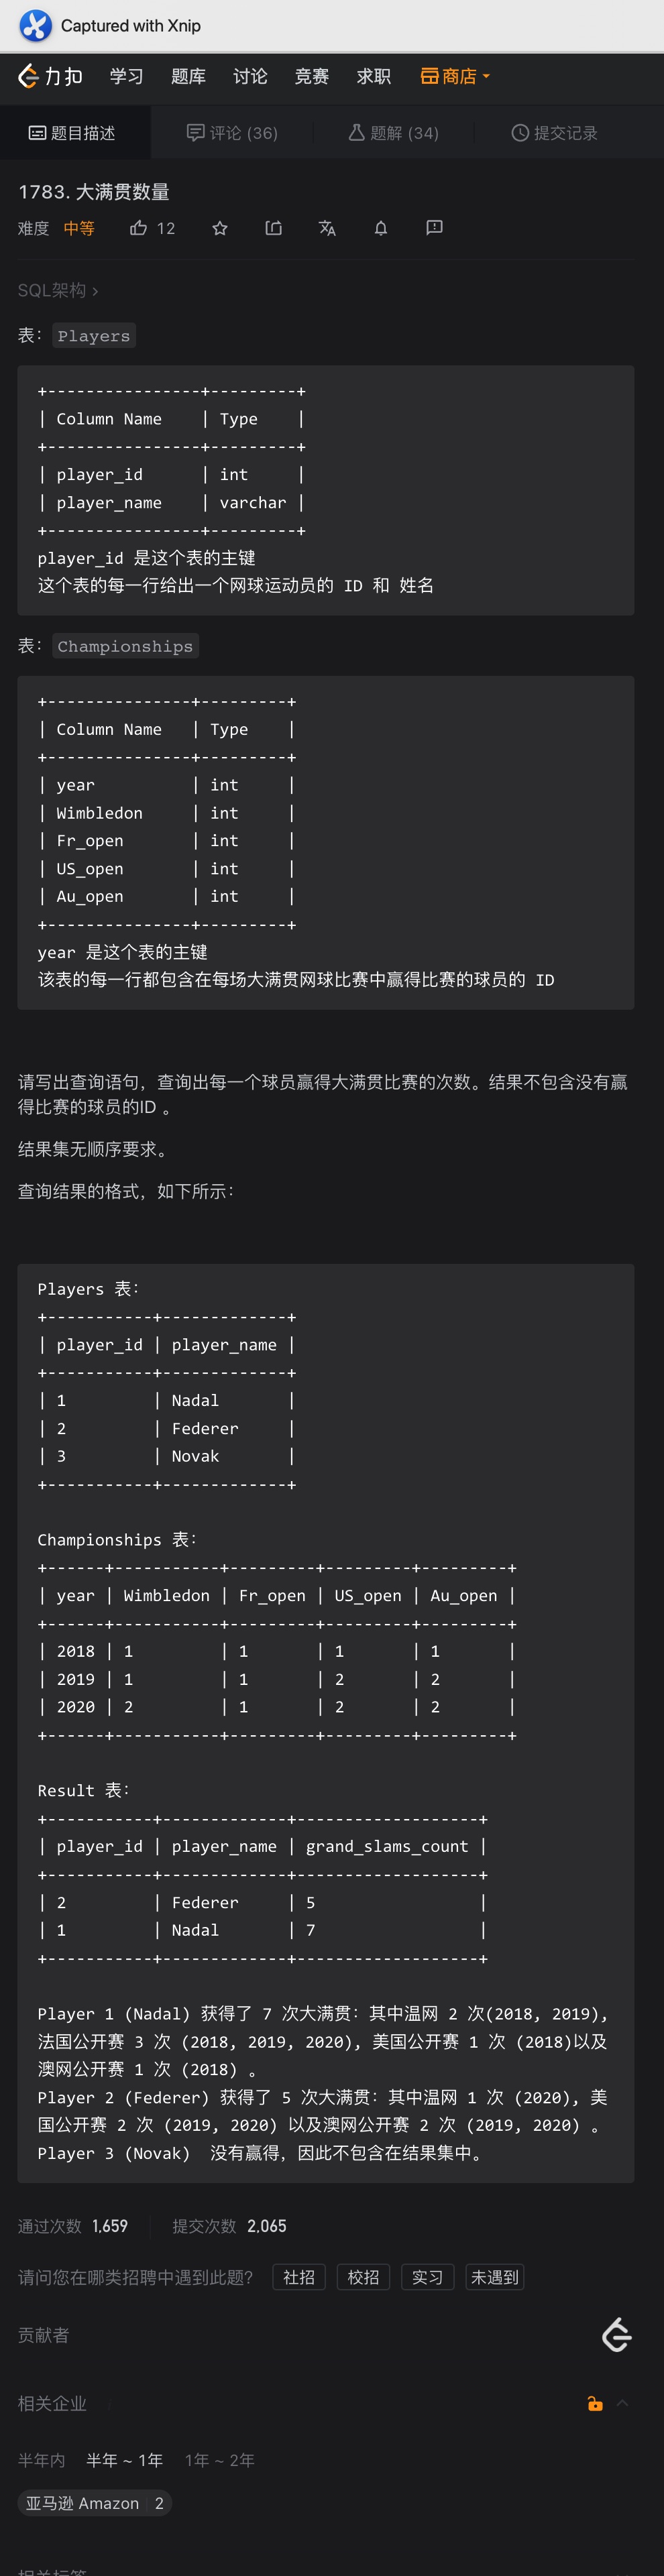 Captured with Xnip
力扣 学习 题库 讨论 竞赛 求职 商店
题目描述 评论 (36) 题解 (34) 提交记录
1783. 大满贯数量
难度 中等 12
SQL架构 >
表：Players
+----------------+---------+
| Column Name    | Type    |
+----------------+---------+
| player_id      | int     |
| player_name    | varchar |
+----------------+---------+
player_id 是这个表的主键
这个表的每一行给出一个网球运动员的 ID 和 姓名
表：Championships
+---------------+---------+
| Column Name   | Type    |
+---------------+---------+
| year          | int     |
| Wimbledon     | int     |
| Fr_open       | int     |
| US_open       | int     |
| Au_open       | int     |
+---------------+---------+
year 是这个表的主键
该表的每一行都包含在每场大满贯网球比赛中赢得比赛的球员的 ID
请写出查询语句，查询出每一个球员赢得大满贯比赛的次数。结果不包含没有赢
得比赛的球员的ID 。
结果集无顺序要求。
查询结果的格式，如下所示：
Players 表：
+-----------+-------------+
| player_id | player_name |
+-----------+-------------+
| 1         | Nadal       |
| 2         | Federer     |
| 3         | Novak       |
+-----------+-------------+
Championships 表：
+------+-----------+---------+---------+---------+
| year | Wimbledon | Fr_open | US_open | Au_open |
+------+-----------+---------+---------+---------+
| 2018 | 1         | 1       | 1       | 1       |
| 2019 | 1         | 1       | 2       | 2       |
| 2020 | 2         | 1       | 2       | 2       |
+------+-----------+---------+---------+---------+
Result 表：
+-----------+-------------+-------------------+
| player_id | player_name | grand_slams_count |
+-----------+-------------+-------------------+
| 2         | Federer     | 5                 |
| 1         | Nadal       | 7                 |
+-----------+-------------+-------------------+
Player 1 (Nadal) 获得了 7 次大满贯：其中温网 2 次(2018, 2019),
法国公开赛 3 次 (2018, 2019, 2020), 美国公开赛 1 次 (2018)以及
澳网公开赛 1 次 (2018) 。
Player 2 (Federer) 获得了 5 次大满贯：其中温网 1 次 (2020), 美
国公开赛 2 次 (2019, 2020) 以及澳网公开赛 2 次 (2019, 2020) 。
Player 3 (Novak)  没有赢得，因此不包含在结果集中。
通过次数 1,659 提交次数 2,065
请问您在哪类招聘中遇到此题？ 社招 校招 实习 未遇到
贡献者
相关企业
半年内 半年 ~ 1年 1年 ~ 2年
亚马逊 Amazon 2
相关标签